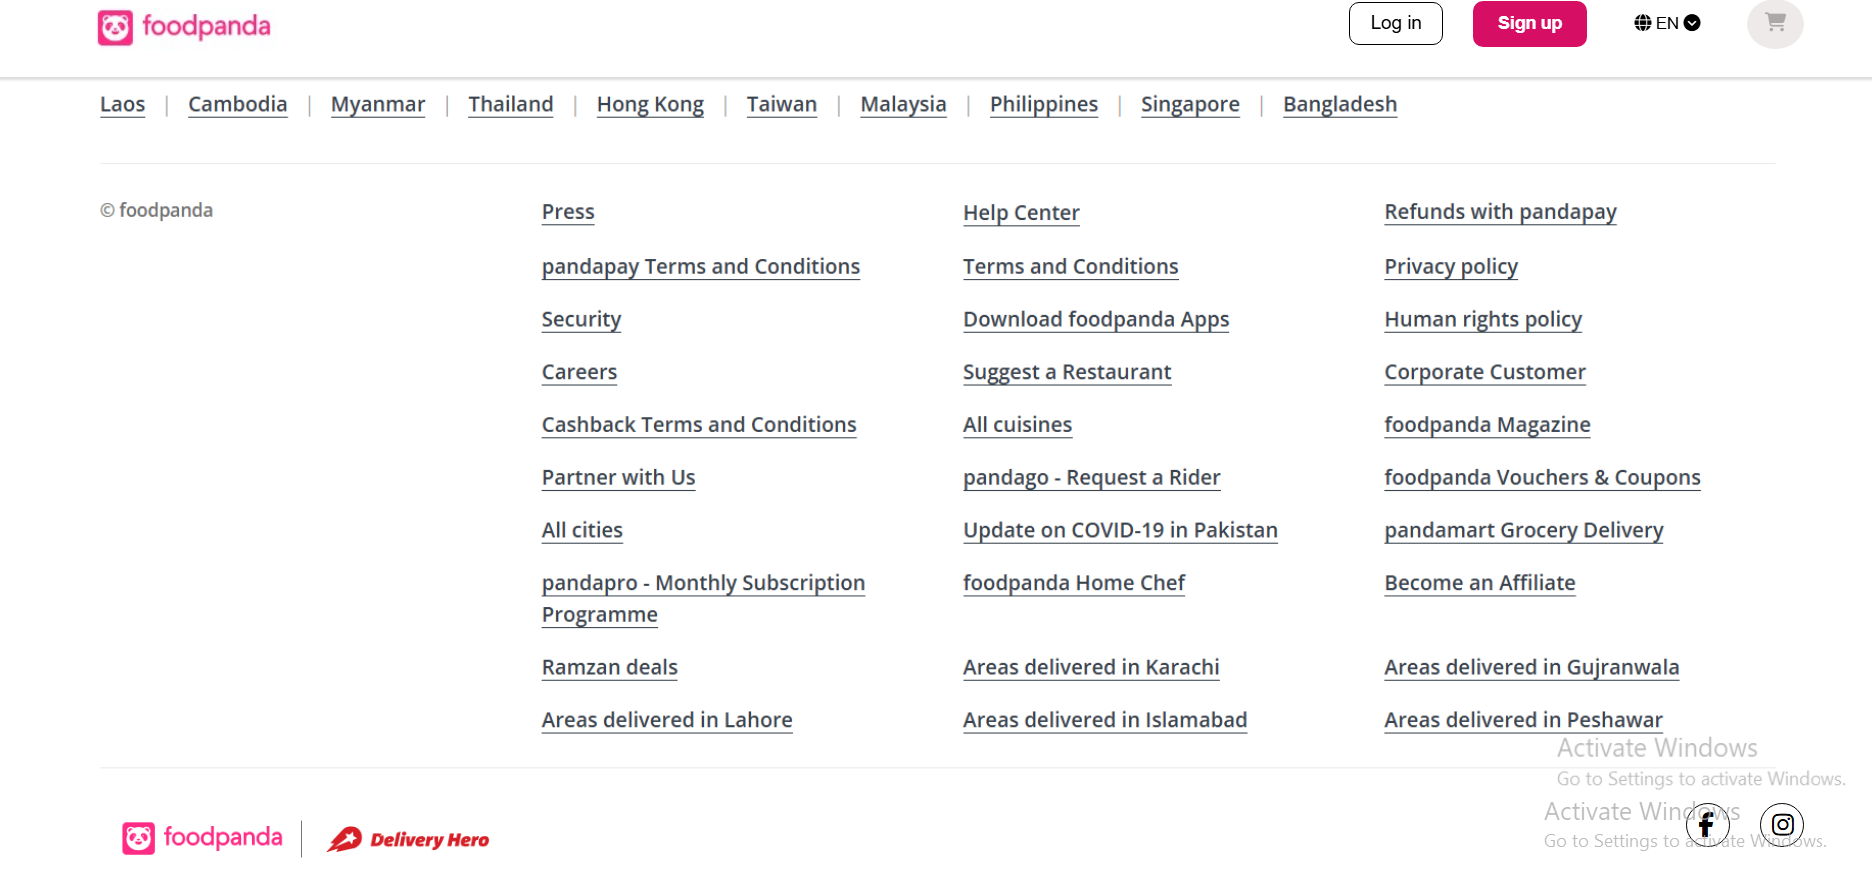 foodpanda Log in Sign up EN
Laos | Cambodia | Myanmar | Thailand | Hong Kong | Taiwan | Malaysia | Philippines | Singapore | Bangladesh
© foodpanda Press Help Center Refunds with pandapay
pandapay Terms and Conditions Terms and Conditions Privacy policy
Security Download foodpanda Apps Human rights policy
Careers Suggest a Restaurant Corporate Customer
Cashback Terms and Conditions All cuisines foodpanda Magazine
Partner with Us pandago - Request a Rider foodpanda Vouchers & Coupons
All cities Update on COVID-19 in Pakistan pandamart Grocery Delivery
pandapro - Monthly Subscription foodpanda Home Chef Become an Affiliate
Programme
Ramzan deals Areas delivered in Karachi Areas delivered in Gujranwala
Areas delivered in Lahore Areas delivered in Islamabad Areas delivered in Peshawar
Activate Windows
Go to Settings to activate Windows.
Activate Windows
Go to Settings to activate Windows.
foodpanda | Delivery Hero